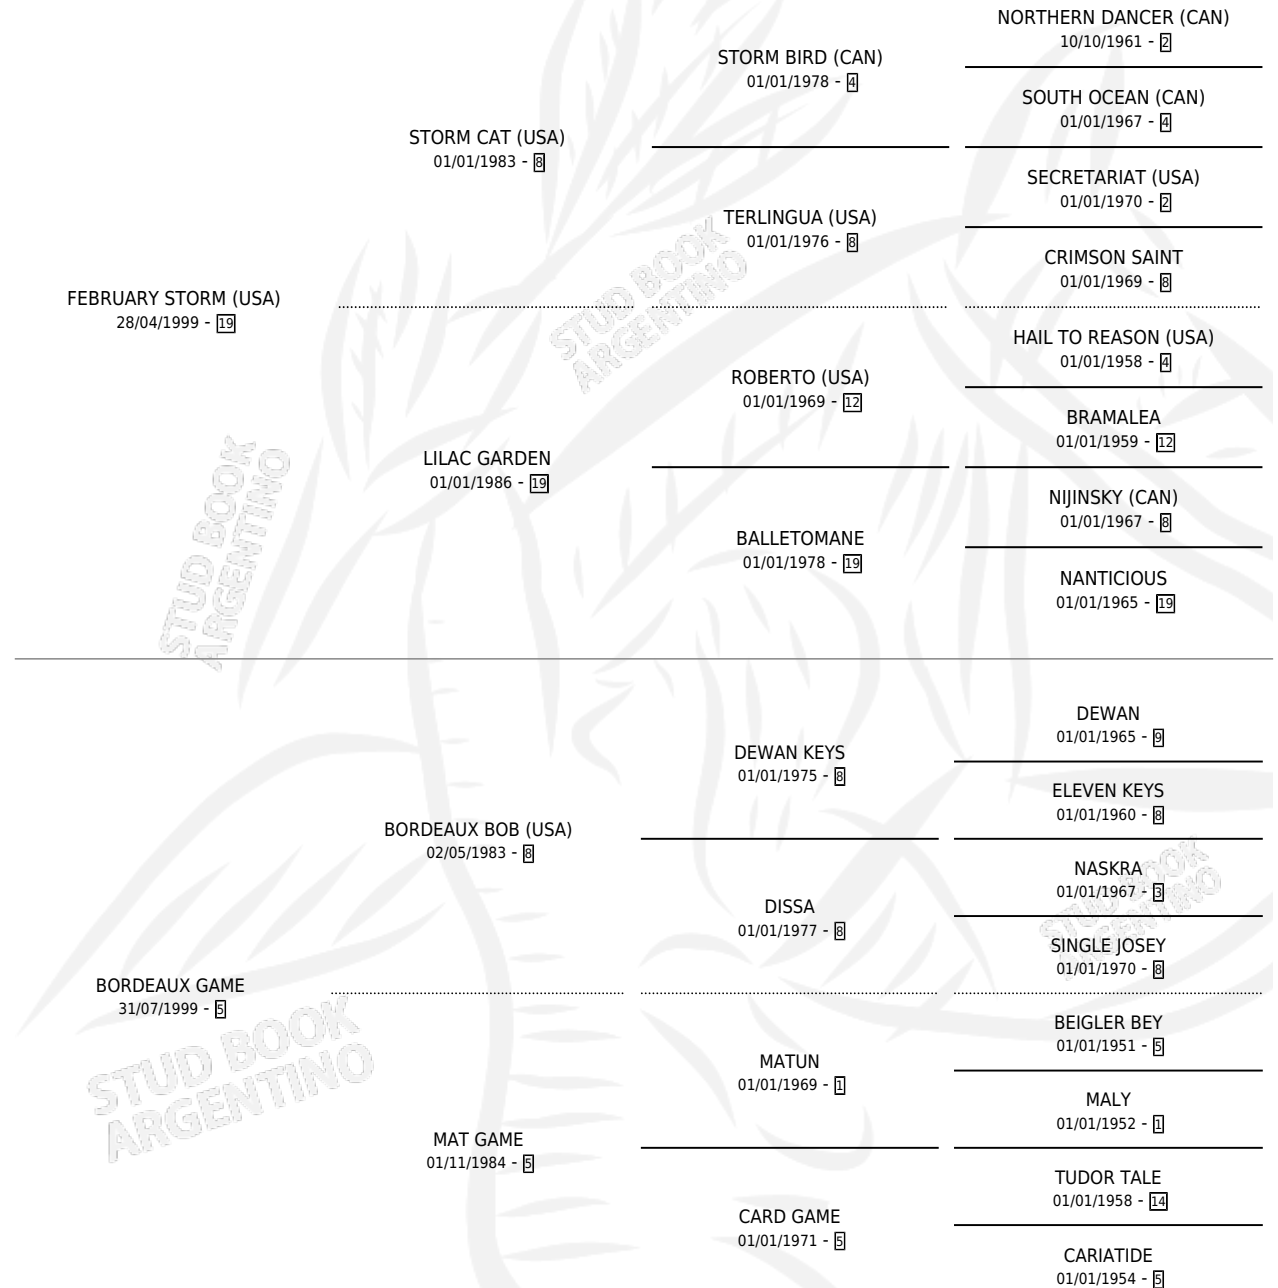 NORTHERN DANCER (CAN)
10/10/1961 - 2
STORM BIRD (CAN)
01/01/1978 - 4
SOUTH OCEAN (CAN)
01/01/1967 - 4
STORM CAT (USA)
01/01/1983 - 8
SECRETARIAT (USA)
01/01/1970 - 2
TERLINGUA (USA)
01/01/1976 - 8
CRIMSON SAINT
01/01/1969 - 8
FEBRUARY STORM (USA)
28/04/1999 - 19
HAIL TO REASON (USA)
01/01/1958 - 4
ROBERTO (USA)
01/01/1969 - 12
BRAMALEA
01/01/1959 - 12
LILAC GARDEN
01/01/1986 - 19
NIJINSKY (CAN)
01/01/1967 - 8
BALLETOMANE
01/01/1978 - 19
NANTICIOUS
01/01/1965 - 19
DEWAN
01/01/1965 - 9
DEWAN KEYS
01/01/1975 - 8
ELEVEN KEYS
01/01/1960 - 8
BORDEAUX BOB (USA)
02/05/1983 - 8
NASKRA
01/01/1967 - 3
DISSA
01/01/1977 - 8
SINGLE JOSEY
01/01/1970 - 8
BORDEAUX GAME
31/07/1999 - 5
BEIGLER BEY
01/01/1951 - 5
MATUN
01/01/1969 - 1
MALY
01/01/1952 - 1
MAT GAME
01/11/1984 - 5
TUDOR TALE
01/01/1958 - 14
CARD GAME
01/01/1971 - 5
CARIATIDE
01/01/1954 - 5
STUD BOOK
ARGENTINO
STUD BOOK
ARGENTINO
STUD BOOK
ARGENTINO
STUD BOOK
ARGENTINO